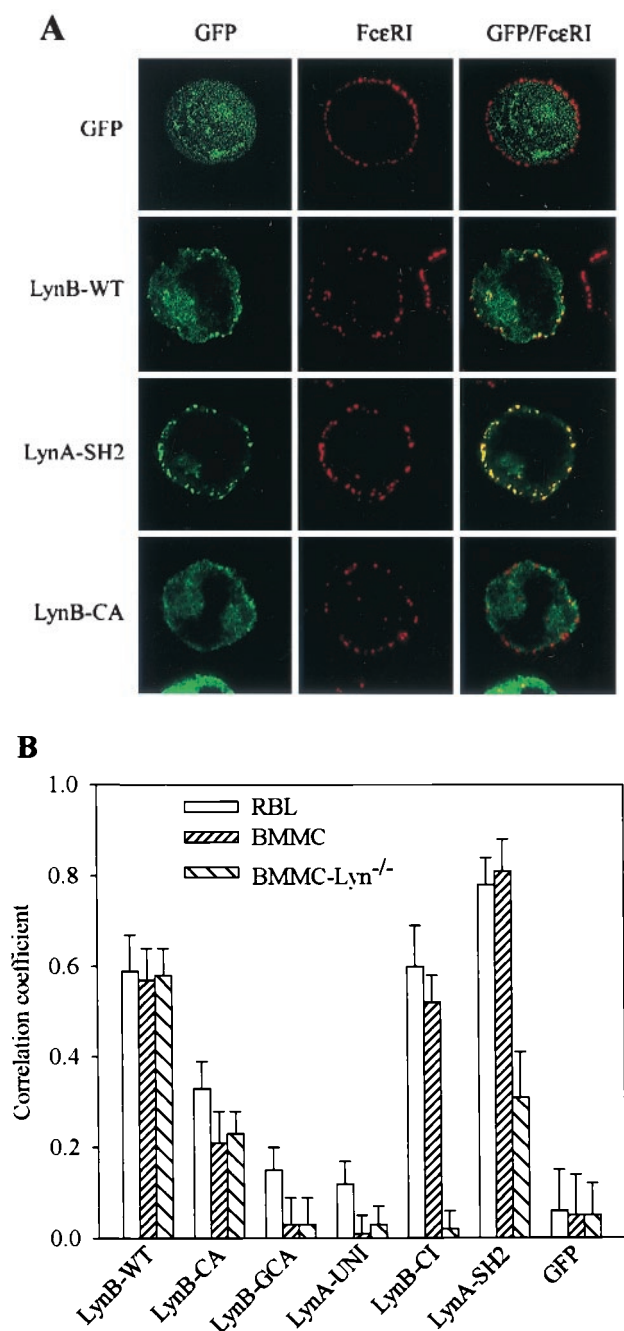 A
GFP FcεRI GFP/FcεRI
GFP
LynB-WT
LynA-SH2
LynB-CA
B
1.0
0.8
0.6
0.4
0.2
0.0
Correlation coefficient
RBL
BMMC
BMMC-Lyn-/-
LynB-WT LynB-CA LynB-GCA LynA-UNI LynB-CI LynA-SH2 GFP